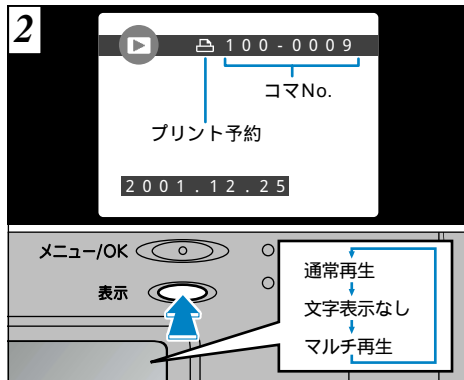 2
100-0009
コマNo.
プリント予約
2001.12.25
メニュー/OK
表示
通常再生
文字表示なし
マルチ再生